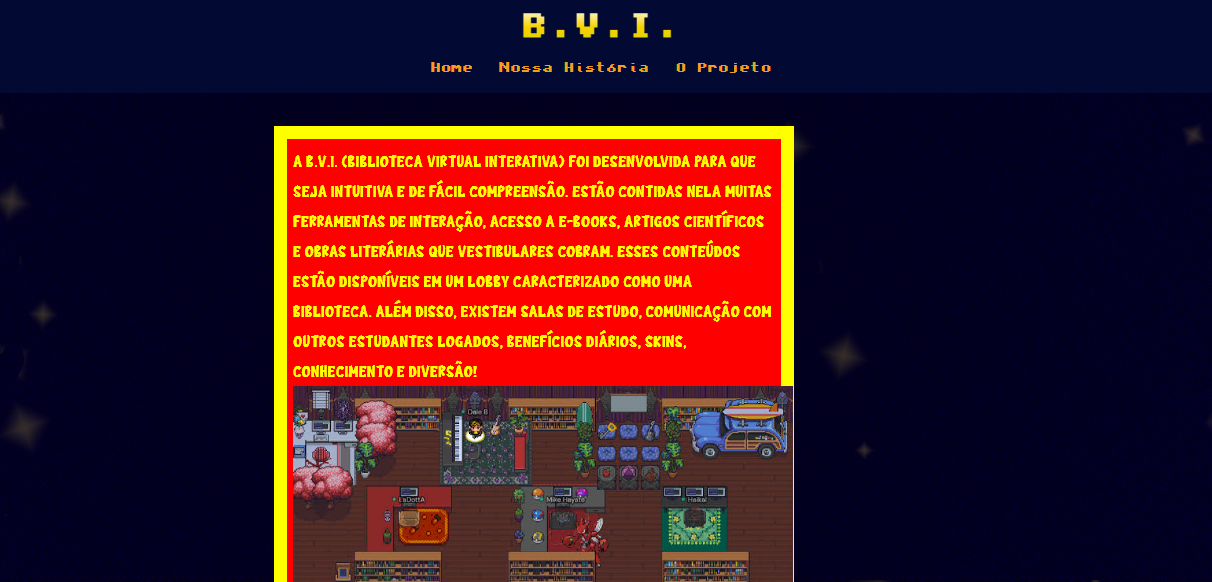 B.V.I.
Home Nossa História O Projeto
A B.V.I. (BIBLIOTECA VIRTUAL INTERATIVA) FOI DESENVOLVIDA PARA QUE
SEJA INTUITIVA E DE FÁCIL COMPREENSÃO. ESTÃO CONTIDAS NELA MUITAS
FERRAMENTAS DE INTERAÇÃO, ACESSO A E-BOOKS, ARTIGOS CIENTÍFICOS
E OBRAS LITERÁRIAS QUE VESTIBULARES COBRAM. ESSES CONTEÚDOS
ESTÃO DISPONÍVEIS EM UM LOBBY CARACTERIZADO COMO UMA
BIBLIOTECA. ALÉM DISSO, EXISTEM SALAS DE ESTUDO, COMUNICAÇÃO COM
OUTROS ESTUDANTES LOGADOS, BENEFÍCIOS DIÁRIOS, SKINS,
CONHECIMENTO E DIVERSÃO!
Dale B
LaDottA
Mike Hayate
Haikal